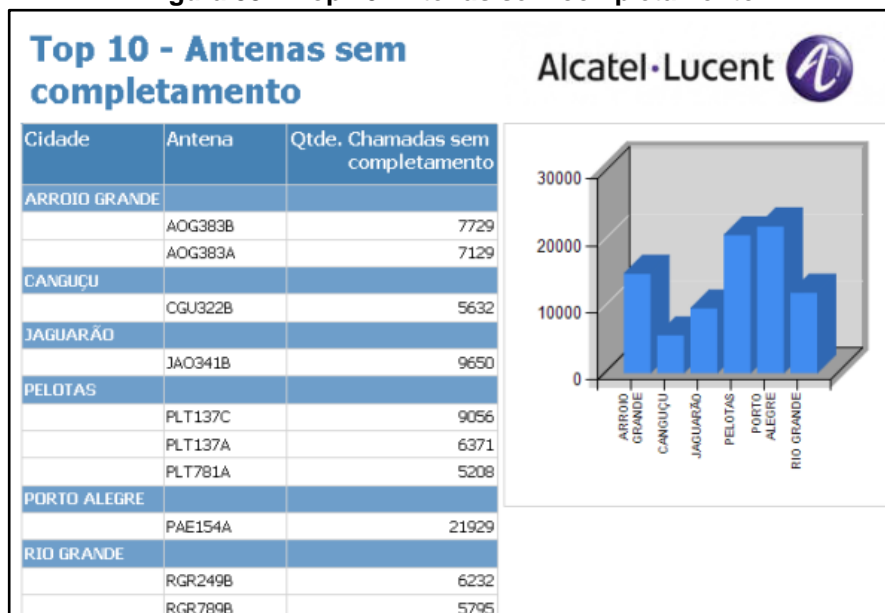 Top 10 - Antenas sem
completamento
Alcatel·Lucent
Cidade Antena Qtde. Chamadas sem
completamento
ARROIO GRANDE
AOG383B 7729
AOG383A 7129
CANGUÇU
CGU322B 5632
JAGUARÃO
JAO341B 9650
PELOTAS
PLT137C 9056
PLT137A 6371
PLT781A 5208
PORTO ALEGRE
PAE154A 21929
RIO GRANDE
RGR249B 6232
RGR789B 5795
30000
20000
10000
0
ARROIO
GRANDE
CANGUÇU
JAGUARÃO
PELOTAS
PORTO
ALEGRE
RIO GRANDE